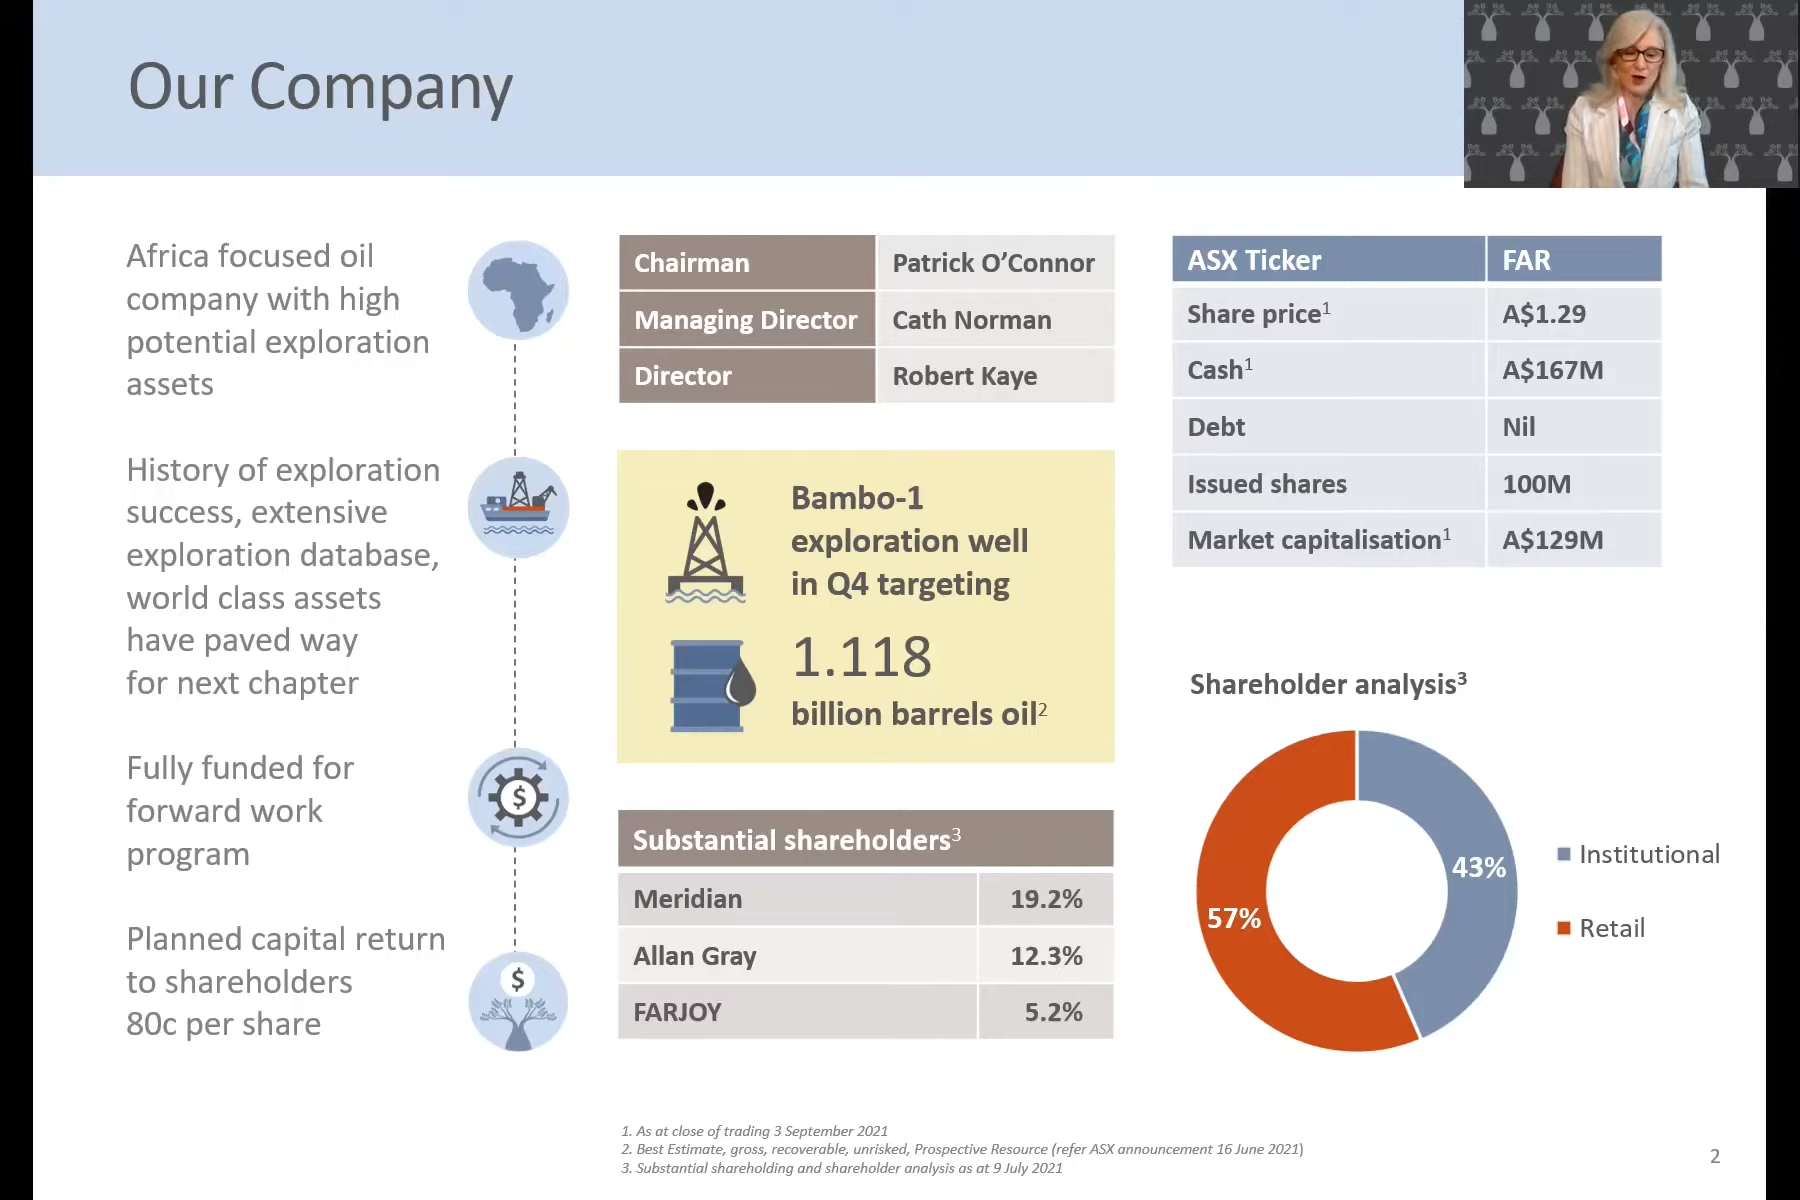 Our Company
Africa focused oil
company with high
potential exploration
assets
History of exploration
success, extensive
exploration database,
world class assets
have paved way
for next chapter
Fully funded for
forward work
program
Planned capital return
to shareholders
80c per share
$
$
Chairman Patrick O’Connor
Managing Director Cath Norman
Director Robert Kaye
Bambo-1
exploration well
in Q4 targeting
1.118
billion barrels oil2
Substantial shareholders3
Meridian 19.2%
Allan Gray 12.3%
FARJOY 5.2%
ASX Ticker FAR
Share price1 A$1.29
Cash1 A$167M
Debt Nil
Issued shares 100M
Market capitalisation1 A$129M
Shareholder analysis3
43%
57%
Institutional
Retail
1. As at close of trading 3 September 2021
2. Best Estimate, gross, recoverable, unrisked, Prospective Resource (refer ASX announcement 16 June 2021)
3. Substantial shareholding and shareholder analysis as at 9 July 2021
2